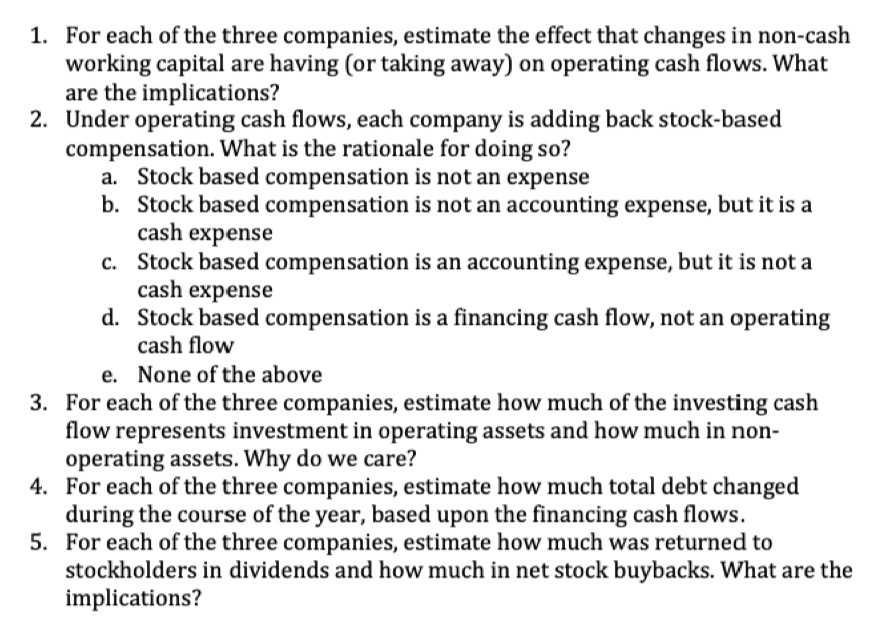 1. For each of the three companies, estimate the effect that changes in non-cash
working capital are having (or taking away) on operating cash flows. What
are the implications?
2. Under operating cash flows, each company is adding back stock-based
compensation. What is the rationale for doing so?
a. Stock based compensation is not an expense
b. Stock based compensation is not an accounting expense, but it is a
cash expense
c. Stock based compensation is an accounting expense, but it is not a
cash expense
d. Stock based compensation is a financing cash flow, not an operating
cash flow
e. None of the above
3. For each of the three companies, estimate how much of the investing cash
flow represents investment in operating assets and how much in non-
operating assets. Why do we care?
4. For each of the three companies, estimate how much total debt changed
during the course of the year, based upon the financing cash flows.
5. For each of the three companies, estimate how much was returned to
stockholders in dividends and how much in net stock buybacks. What are the
implications?